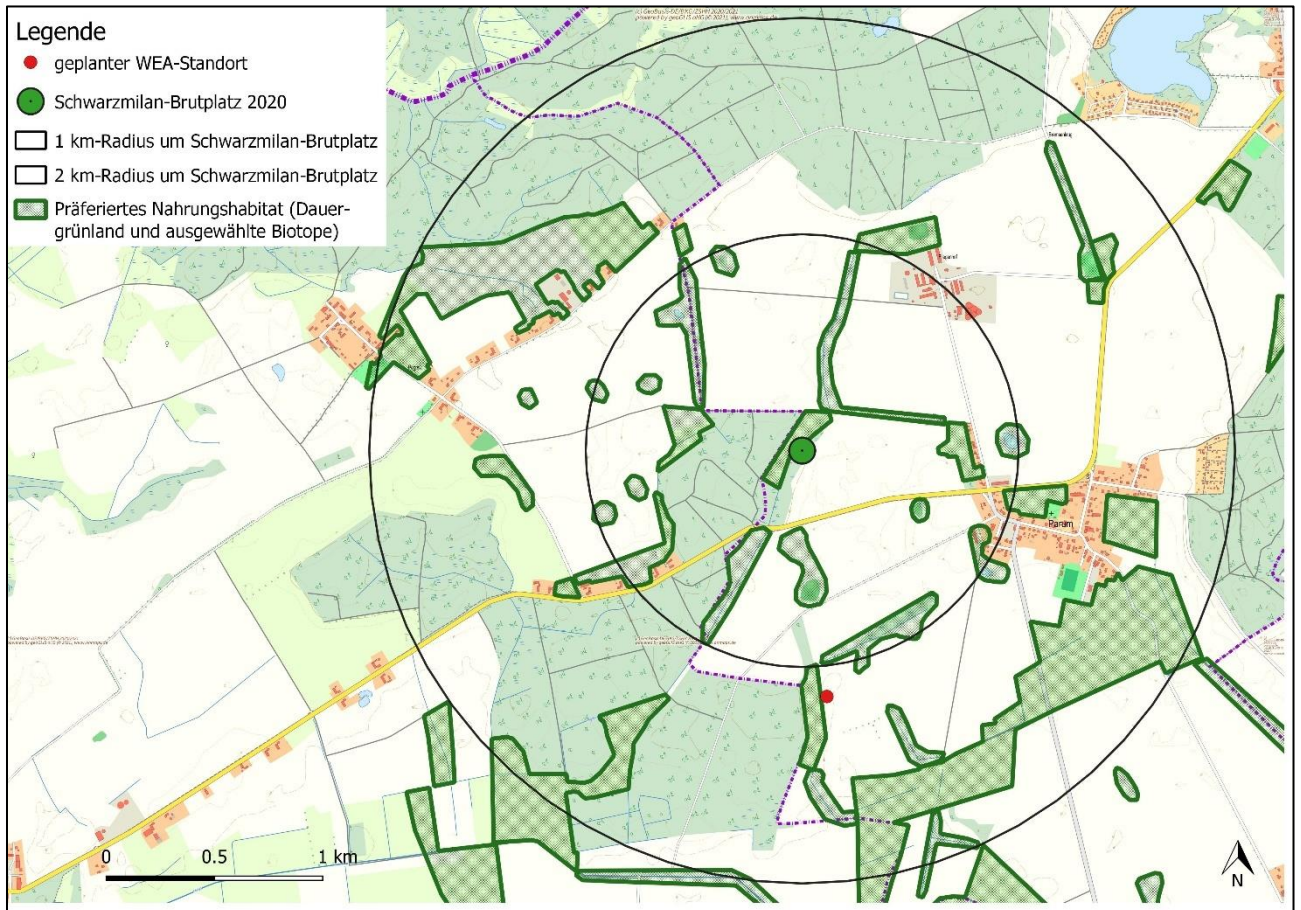 Legende
geplanter WEA-Standort
Schwarzmilan-Brutplatz 2020
1 km-Radius um Schwarzmilan-Brutplatz
2 km-Radius um Schwarzmilan-Brutplatz
Präferiertes Nahrungshabitat (Dauer-
grünland und ausgewählte Biotope)
Parum
0
0.5
1 km
N